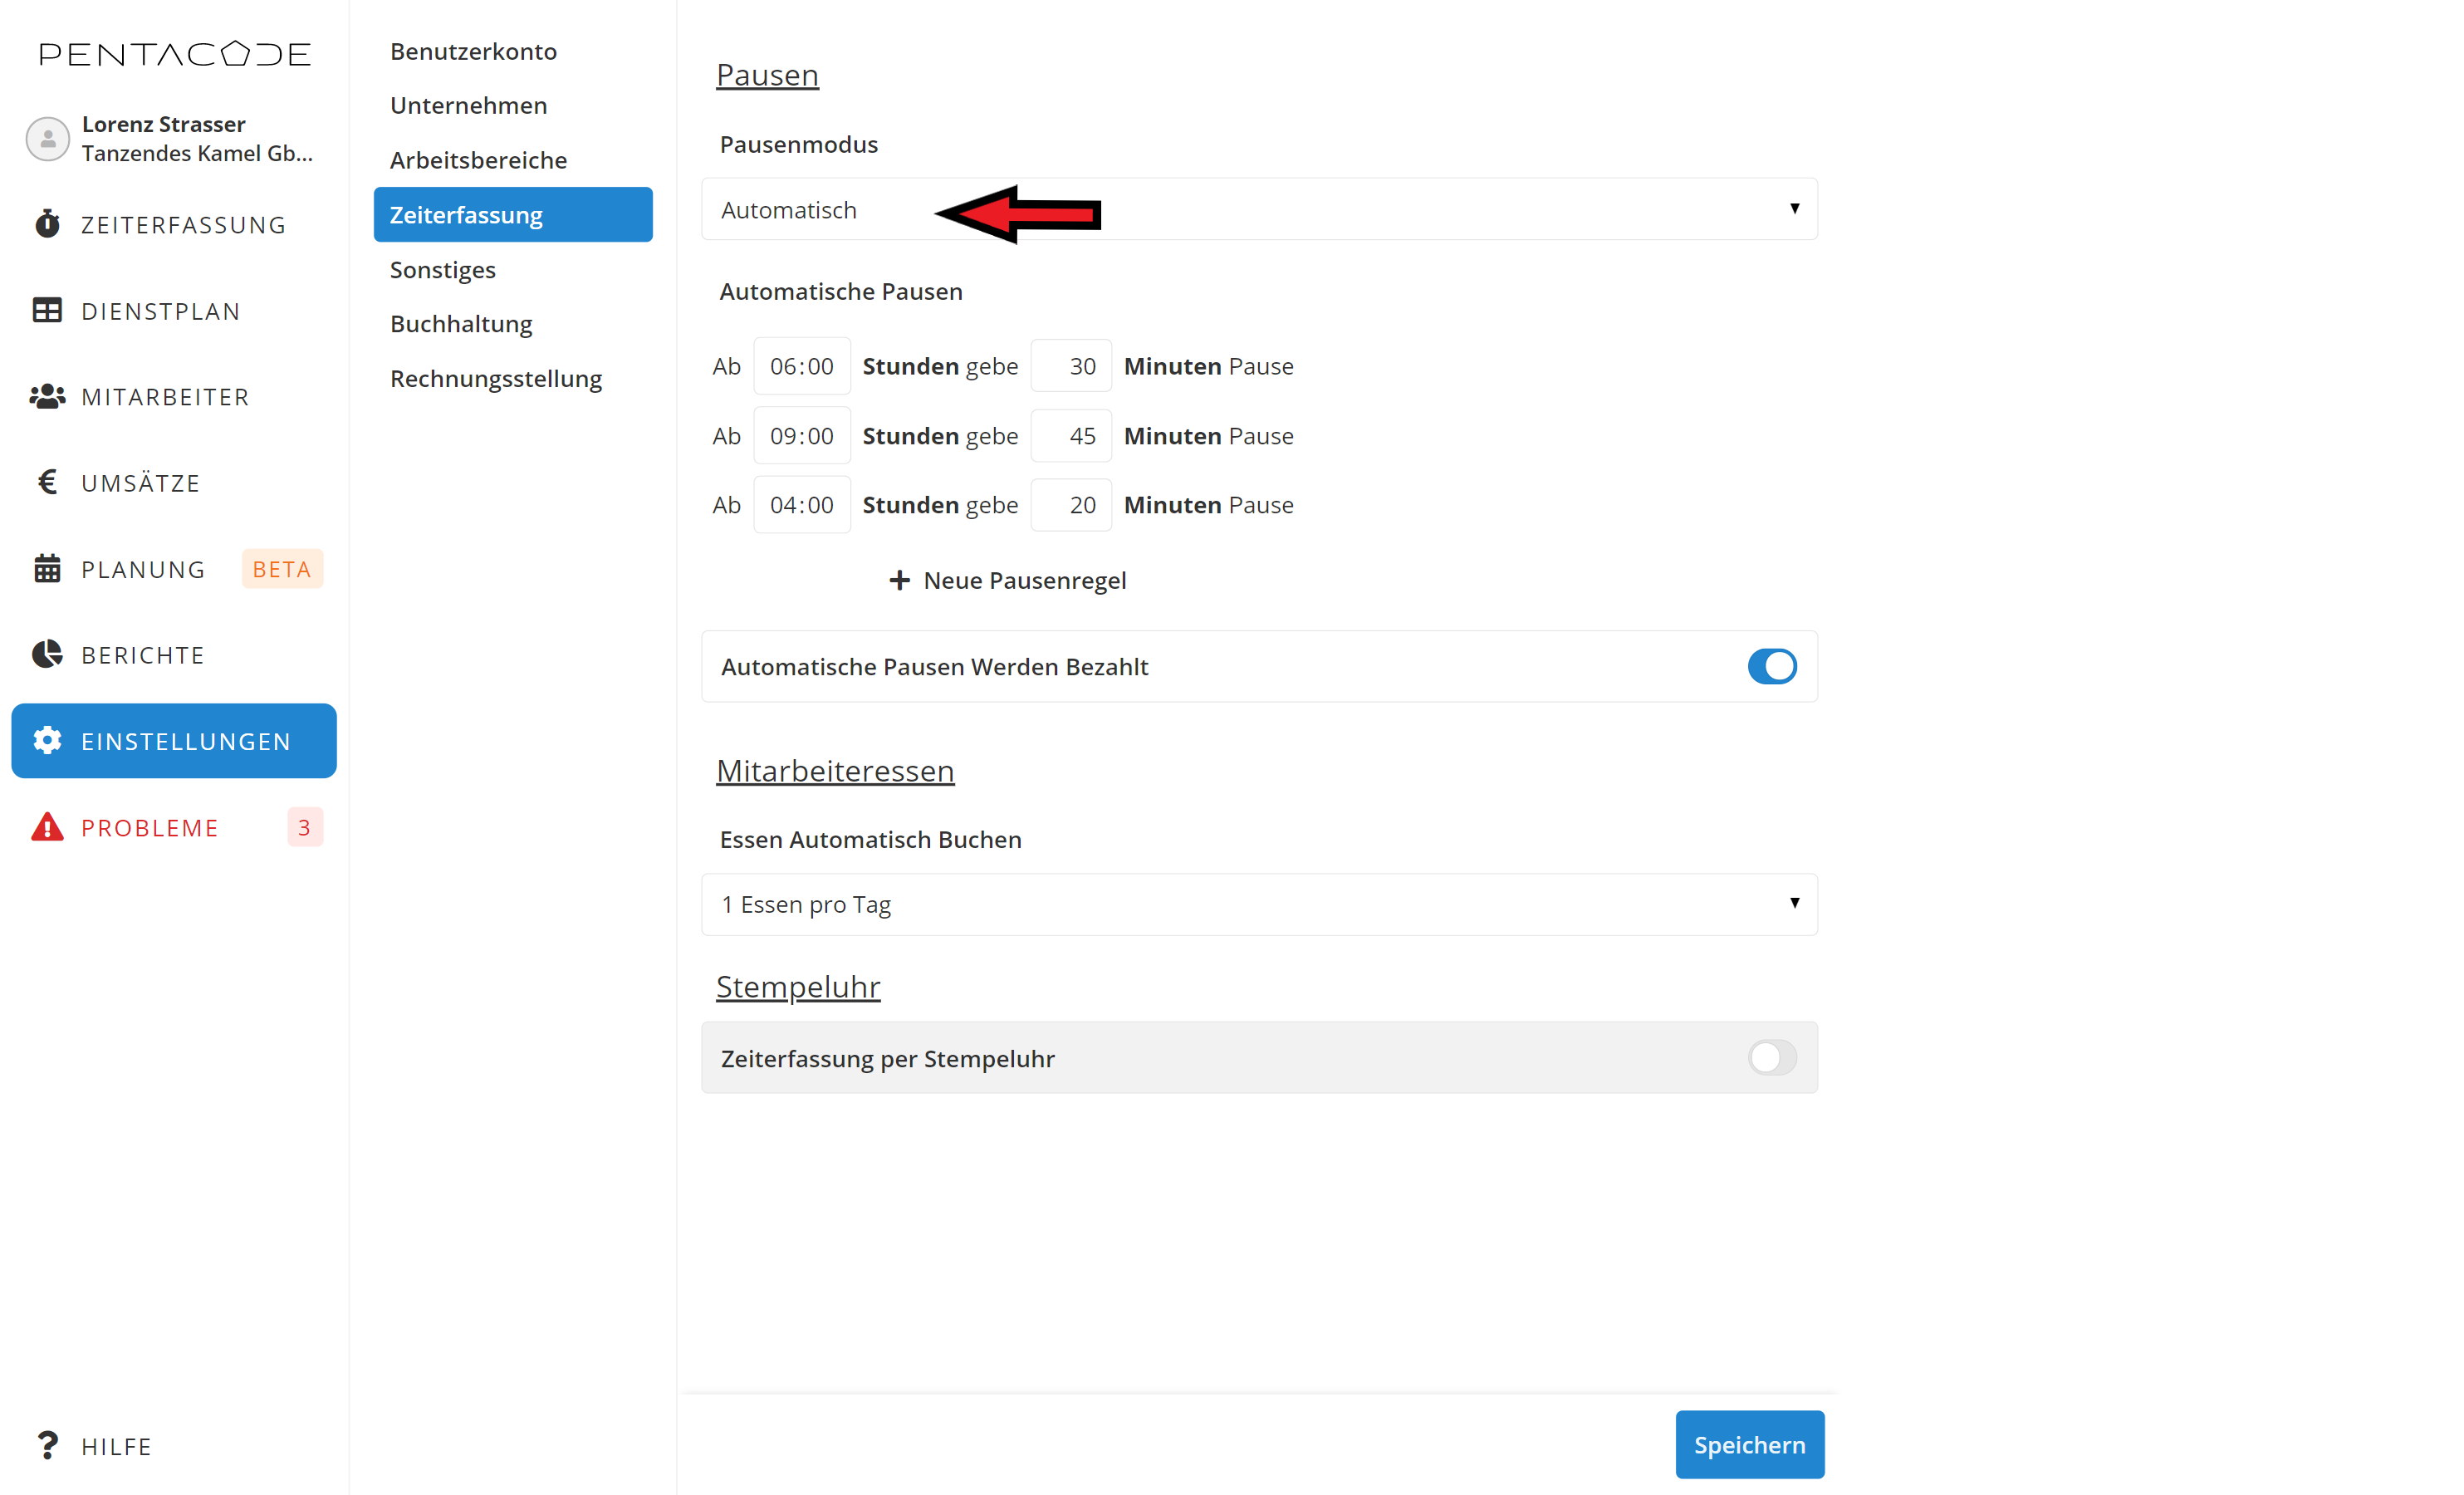 PENTACODE
Lorenz Strasser
Tanzendes Kamel Gb...
ZEITERFASSUNG
DIENSTPLAN
MITARBEITER
UMSÄTZE
PLANUNG BETA
BERICHTE
EINSTELLUNGEN
PROBLEME 3
HILFE
Benutzerkonto
Unternehmen
Arbeitsbereiche
Zeiterfassung
Sonstiges
Buchhaltung
Rechnungsstellung
Pausen
Pausenmodus
Automatisch
Automatische Pausen
Ab 06:00 Stunden gebe 30 Minuten Pause
Ab 09:00 Stunden gebe 45 Minuten Pause
Ab 04:00 Stunden gebe 20 Minuten Pause
Neue Pausenregel
Automatische Pausen Werden Bezahlt
Mitarbeiteressen
Essen Automatisch Buchen
1 Essen pro Tag
Stempeluhr
Zeiterfassung per Stempeluhr
Speichern